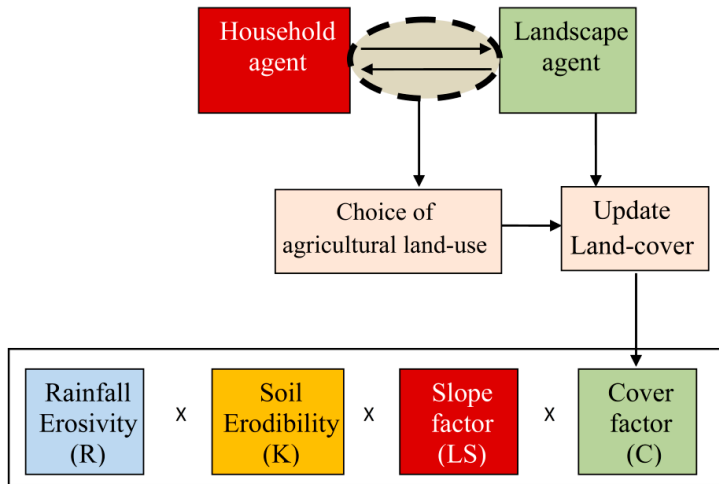 Household
agent
Landscape
agent
Choice of
agricultural land-use
Update
Land-cover
Rainfall
Erosivity
(R)
x
Soil
Erodibility
(K)
x
Slope
factor
(LS)
x
Cover
factor
(C)